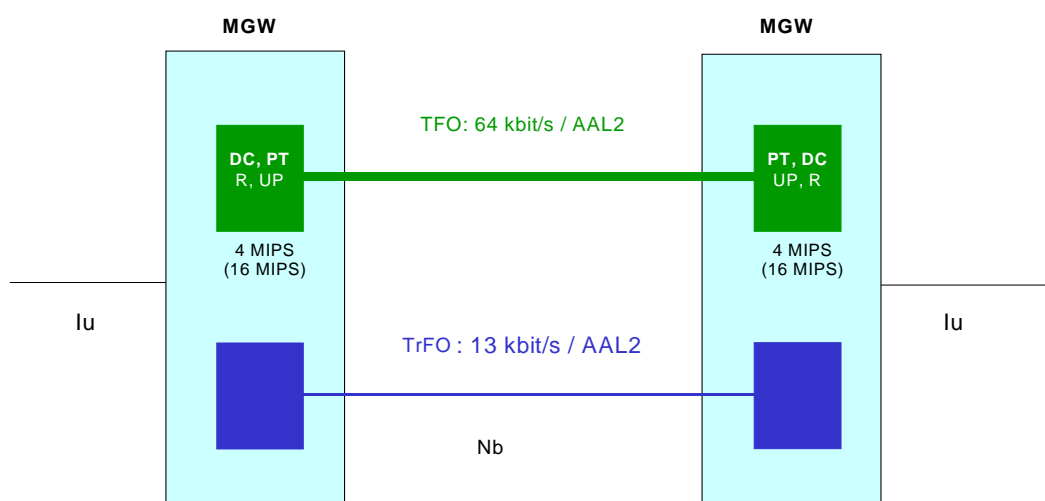 MGW
MGW
TFO: 64 kbit/s / AAL2
DC, PT
R, UP
PT, DC
UP, R
4 MIPS
(16 MIPS)
4 MIPS
(16 MIPS)
Iu
Iu
TrFO : 13 kbit/s / AAL2
Nb